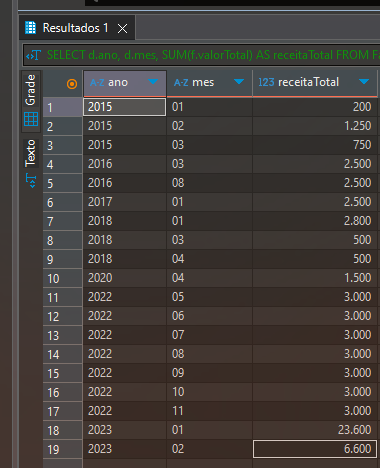 Resultados 1
SELECT d.ano, d.mes, SUM(f.valorTotal) AS receitaTotal FROM
Grade
Texto
A-Z ano A-Z mes 123 receitaTotal
1 2015 01 200
2 2015 02 1.250
3 2015 03 750
4 2016 03 2.500
5 2016 08 2.500
6 2017 01 2.500
7 2018 01 2.800
8 2018 03 500
9 2018 04 500
10 2020 04 1.500
11 2022 05 3.000
12 2022 06 3.000
13 2022 07 3.000
14 2022 08 3.000
15 2022 09 3.000
16 2022 10 3.000
17 2022 11 3.000
18 2023 01 23.600
19 2023 02 6.600